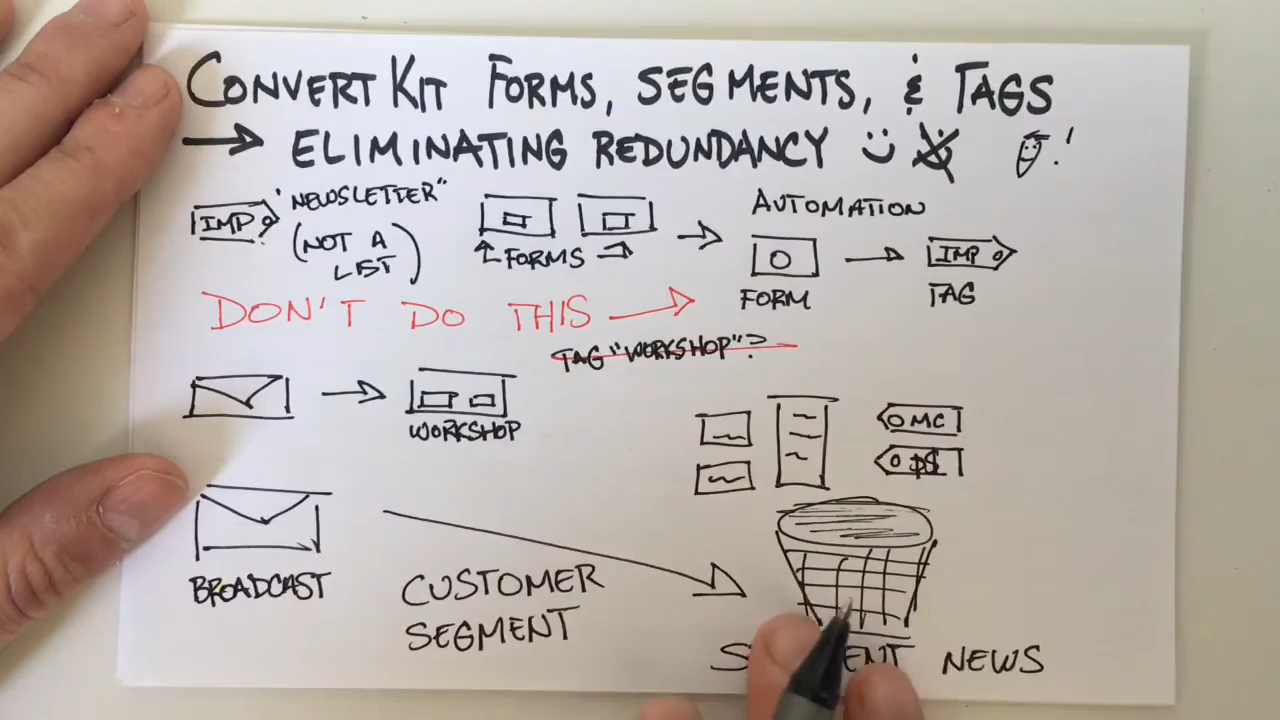 CONVERTKIT FORMS, SEGMENTS, & TAGS
→ ELIMINATING REDUNDANCY
IMP "NEWSLETTER"
(NOT A
LIST)
FORMS
AUTOMATION
FORM
IMP
TAG
DON'T DO THIS
TAG "WORKSHOP"?
WORKSHOP
MC
BROADCAST
CUSTOMER
SEGMENT
NEWS